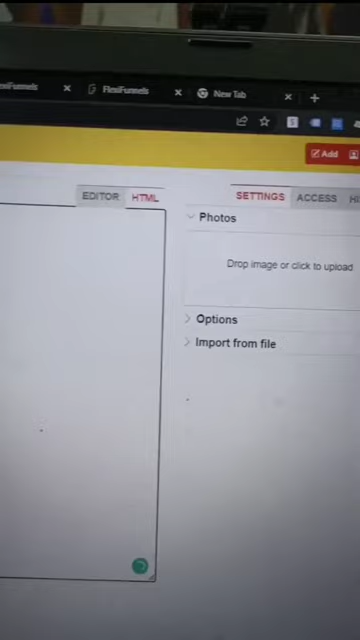 FlexiFunnels
New Tab
Add
EDITOR HTML
SETTINGS ACCESS
Photos
Drop image or click to upload
Options
Import from file